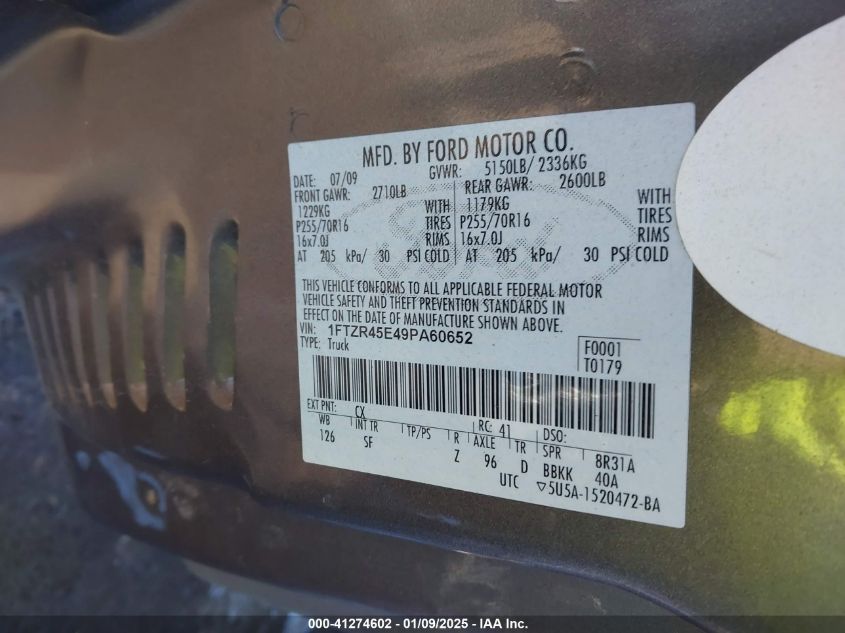 MFD. BY FORD MOTOR CO.
DATE: 07/09 GVWR: 5150LB/ 2336KG
FRONT GAWR: 2710LB REAR GAWR: 2600LB
1229KG WITH 1179KG WITH
P255/70R16 TIRES P255/70R16 TIRES
16x7.0J RIMS 16x7.0J RIMS
AT 205 kPa/ 30 PSI COLD AT 205 kPa/ 30 PSI COLD
THIS VEHICLE CONFORMS TO ALL APPLICABLE FEDERAL MOTOR
VEHICLE SAFETY AND THEFT PREVENTION STANDARDS IN
EFFECT ON THE DATE OF MANUFACTURE SHOWN ABOVE.
VIN: 1FTZR45E49PA60652
TYPE: Truck
F0001
T0179
EXT PNT: CX RC: 41 DSO:
WB INT TR TP/PS R AXLE TR SPR 8R31A
126 SF Z 96 D BBKK 40A
UTC ▽5U5A-1520472-BA
000-41274602 - 01/09/2025 - © IAA Inc.